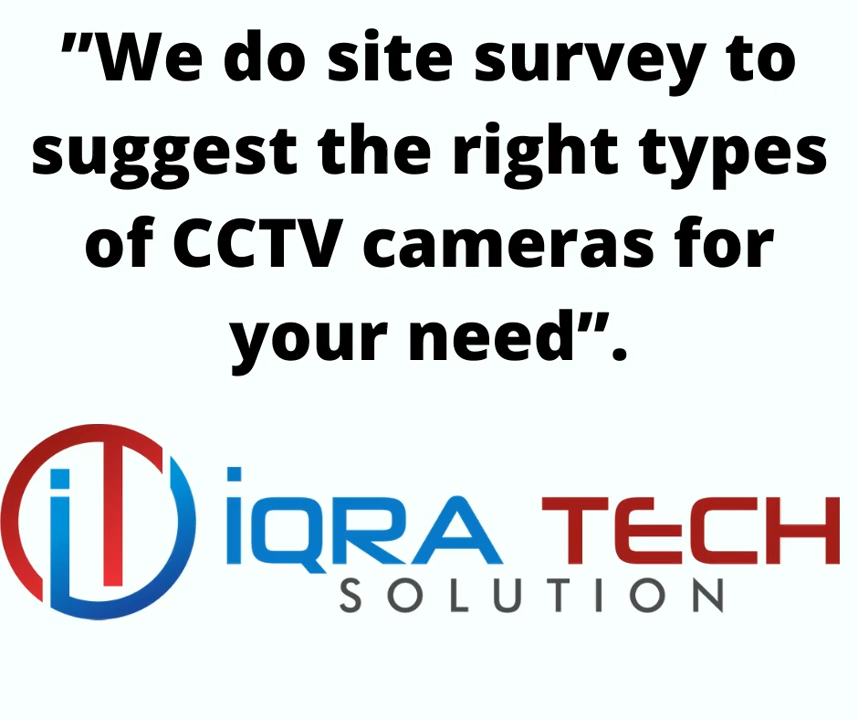 ”We do site survey to
suggest the right types
of CCTV cameras for
your need”.
iT
iQRA TECH
SOLUTION